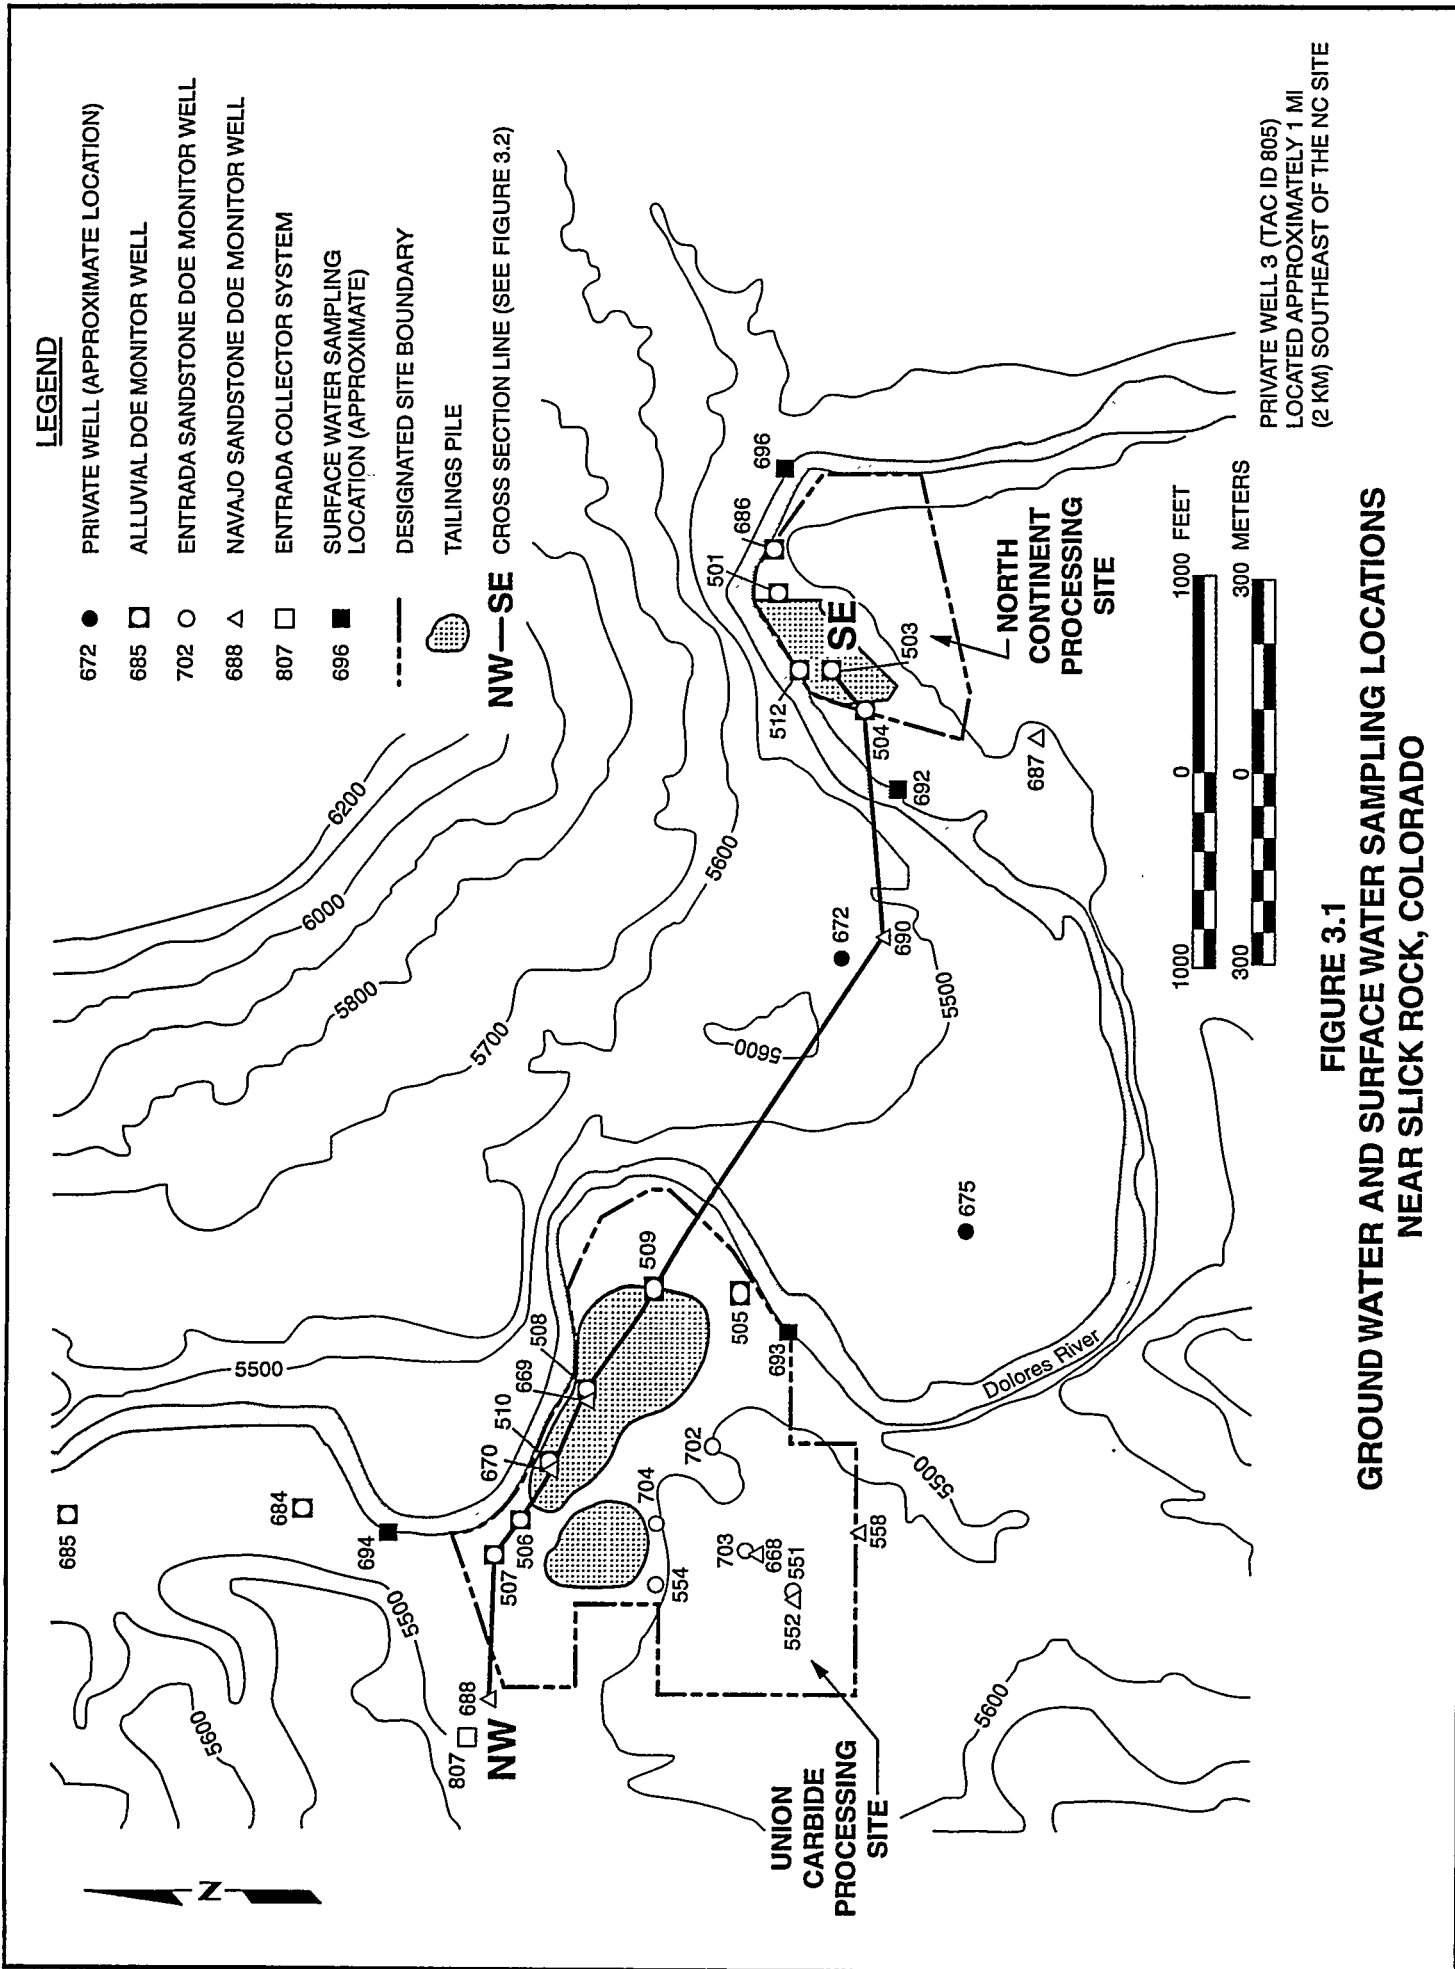 LEGEND
672 PRIVATE WELL (APPROXIMATE LOCATION)
685 ALLUVIAL DOE MONITOR WELL
702 ENTRADA SANDSTONE DOE MONITOR WELL
688 NAVAJO SANDSTONE DOE MONITOR WELL
807 ENTRADA COLLECTOR SYSTEM
696 SURFACE WATER SAMPLING
LOCATION (APPROXIMATE)
DESIGNATED SITE BOUNDARY
TAILINGS PILE
NW—SE CROSS SECTION LINE (SEE FIGURE 3.2)
N
685
684
694
5500
5500
5600
6200
6000
5800
5700
5600
5600
5500
807
688
NW
507
506
670
510
669
508
509
505
693
704
554
702
703
668
551
552
558
5500
5600
UNION
CARBIDE
PROCESSING
SITE
675
Dolores River
672
690
692
687
504
512
503
SE
501
686
696
NORTH
CONTINENT
PROCESSING
SITE
1000 0 1000 FEET
300 0 300 METERS
PRIVATE WELL 3 (TAC ID 805)
LOCATED APPROXIMATELY 1 MI
(2 KM) SOUTHEAST OF THE NC SITE
FIGURE 3.1
GROUND WATER AND SURFACE WATER SAMPLING LOCATIONS
NEAR SLICK ROCK, COLORADO